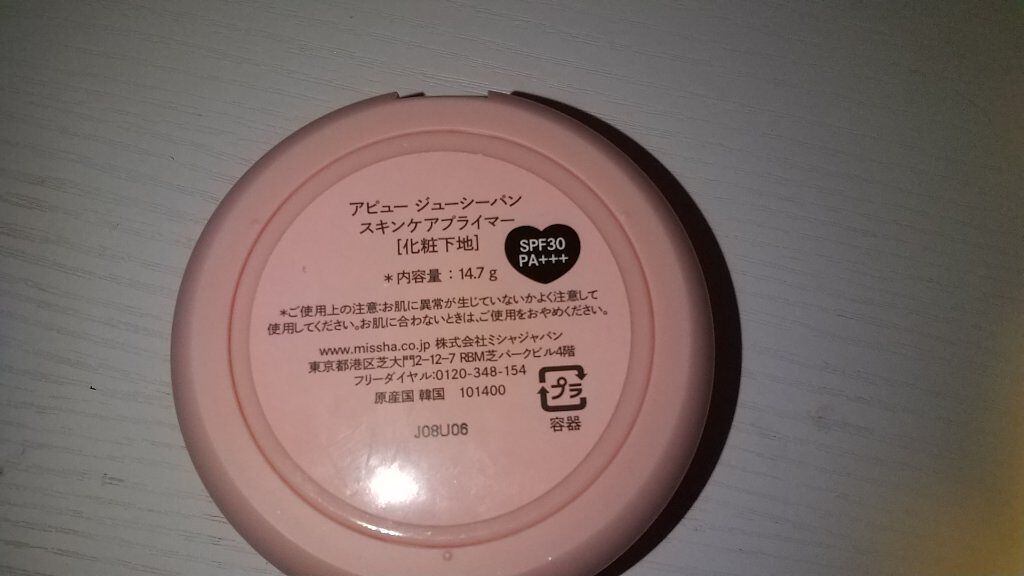 アピュー ジューシーパン
スキンケアプライマー
[化粧下地]
SPF30
PA+++
＊内容量：14.7 g
＊ご使用上の注意:お肌に異常が生じていないかよく注意して
使用してください。お肌に合わないときは、ご使用をおやめください。
www.missha.co.jp 株式会社ミシャジャパン
東京都港区芝大門2-12-7 RBM芝パークビル4階
フリーダイヤル:0120-348-154
原産国 韓国 101400
プラ
容器
J08U06